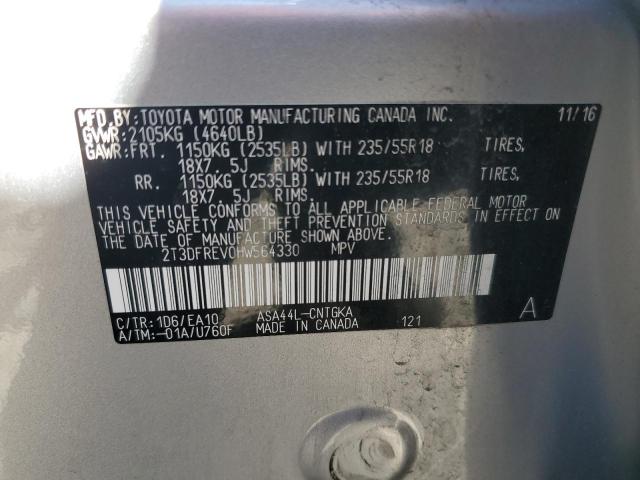 MFD.BY:TOYOTA MOTOR MANUFACTURING CANADA INC. 11/16
GVWR:2105KG (4640LB)
GAWR:FRT. 1150KG (2535LB) WITH 235/55R18 TIRES,
18X7. 5J RIMS,
RR. 1150KG (2535LB) WITH 235/55R18 TIRES,
18X7. 5J RIMS.
THIS VEHICLE CONFORMS TO ALL APPLICABLE FEDERAL MOTOR
VEHICLE SAFETY AND THEFT PREVENTION STANDARDS IN EFFECT ON
THE DATE OF MANUFACTURE SHOWN ABOVE.
2T3DFREV0HW564330 MPV
C/TR:1D6/EA10 ASA44L-CNTGKA A
A/TM:-01A/U760F MADE IN CANADA 121